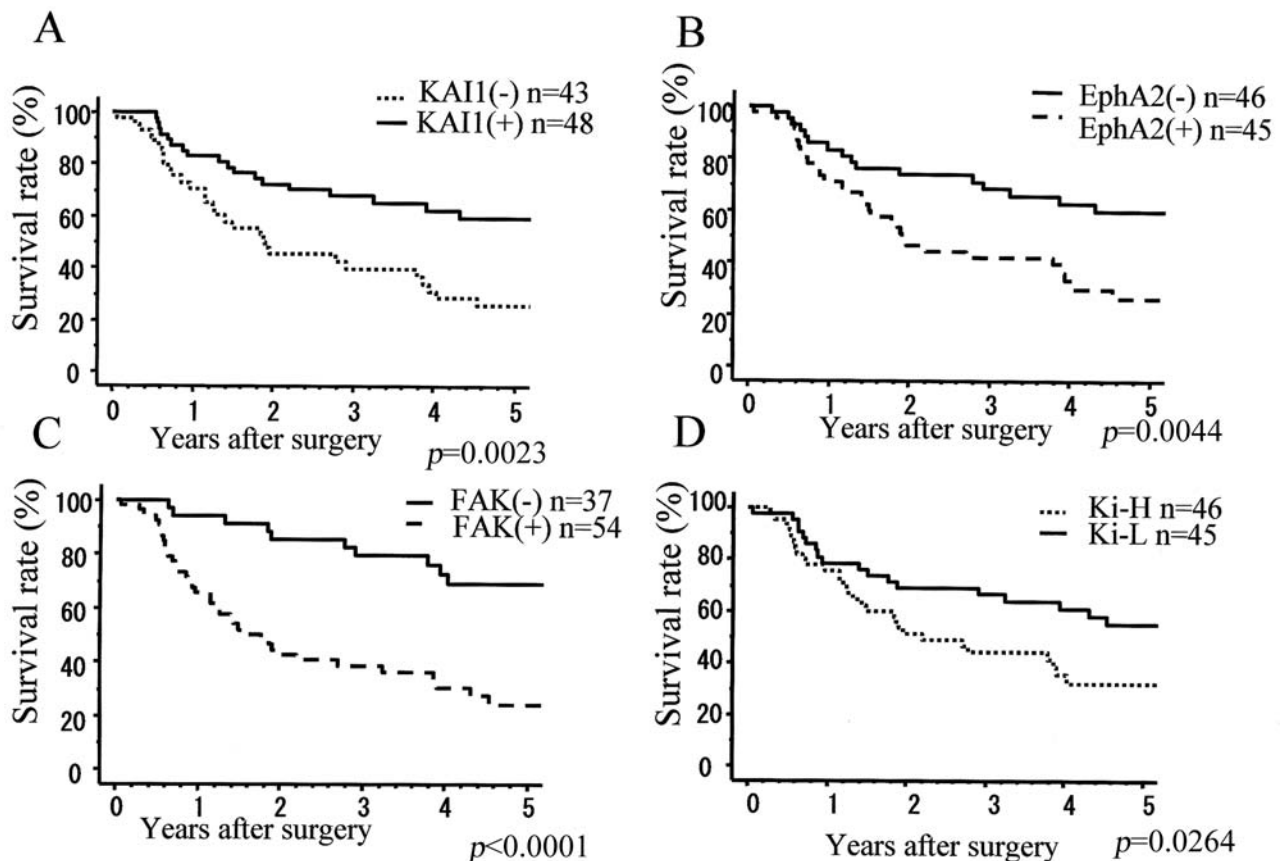 A
Survival rate (%)
100
80
60
40
20
0
KAI1(-) n=43
KAI1(+) n=48
0 1 2 3 4 5
Years after surgery
p=0.0023
B
Survival rate (%)
100
80
60
40
20
0
EphA2(-) n=46
EphA2(+) n=45
0 1 2 3 4 5
Years after surgery
p=0.0044
C
Survival rate (%)
100
80
60
40
20
0
FAK(-) n=37
FAK(+) n=54
0 1 2 3 4 5
Years after surgery
p<0.0001
D
Survival rate (%)
100
80
60
40
20
0
Ki-H n=46
Ki-L n=45
0 1 2 3 4 5
Years after surgery
p=0.0264